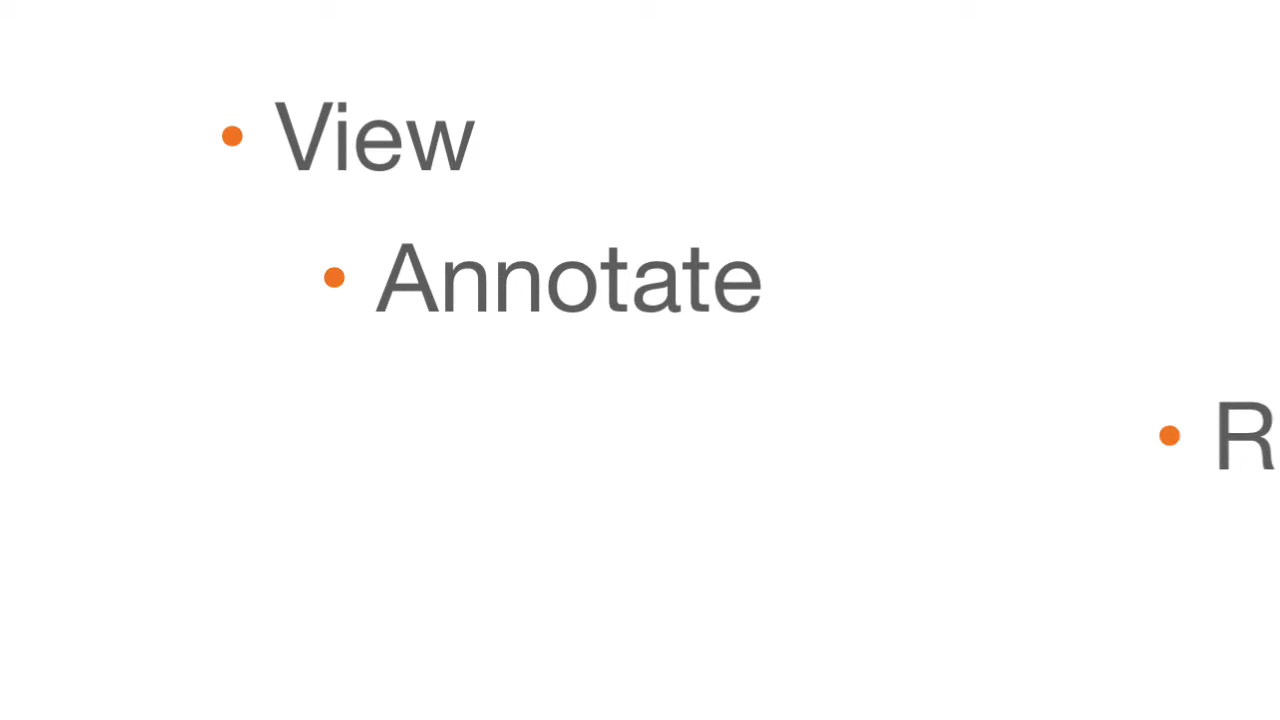 • View
• Annotate
• R